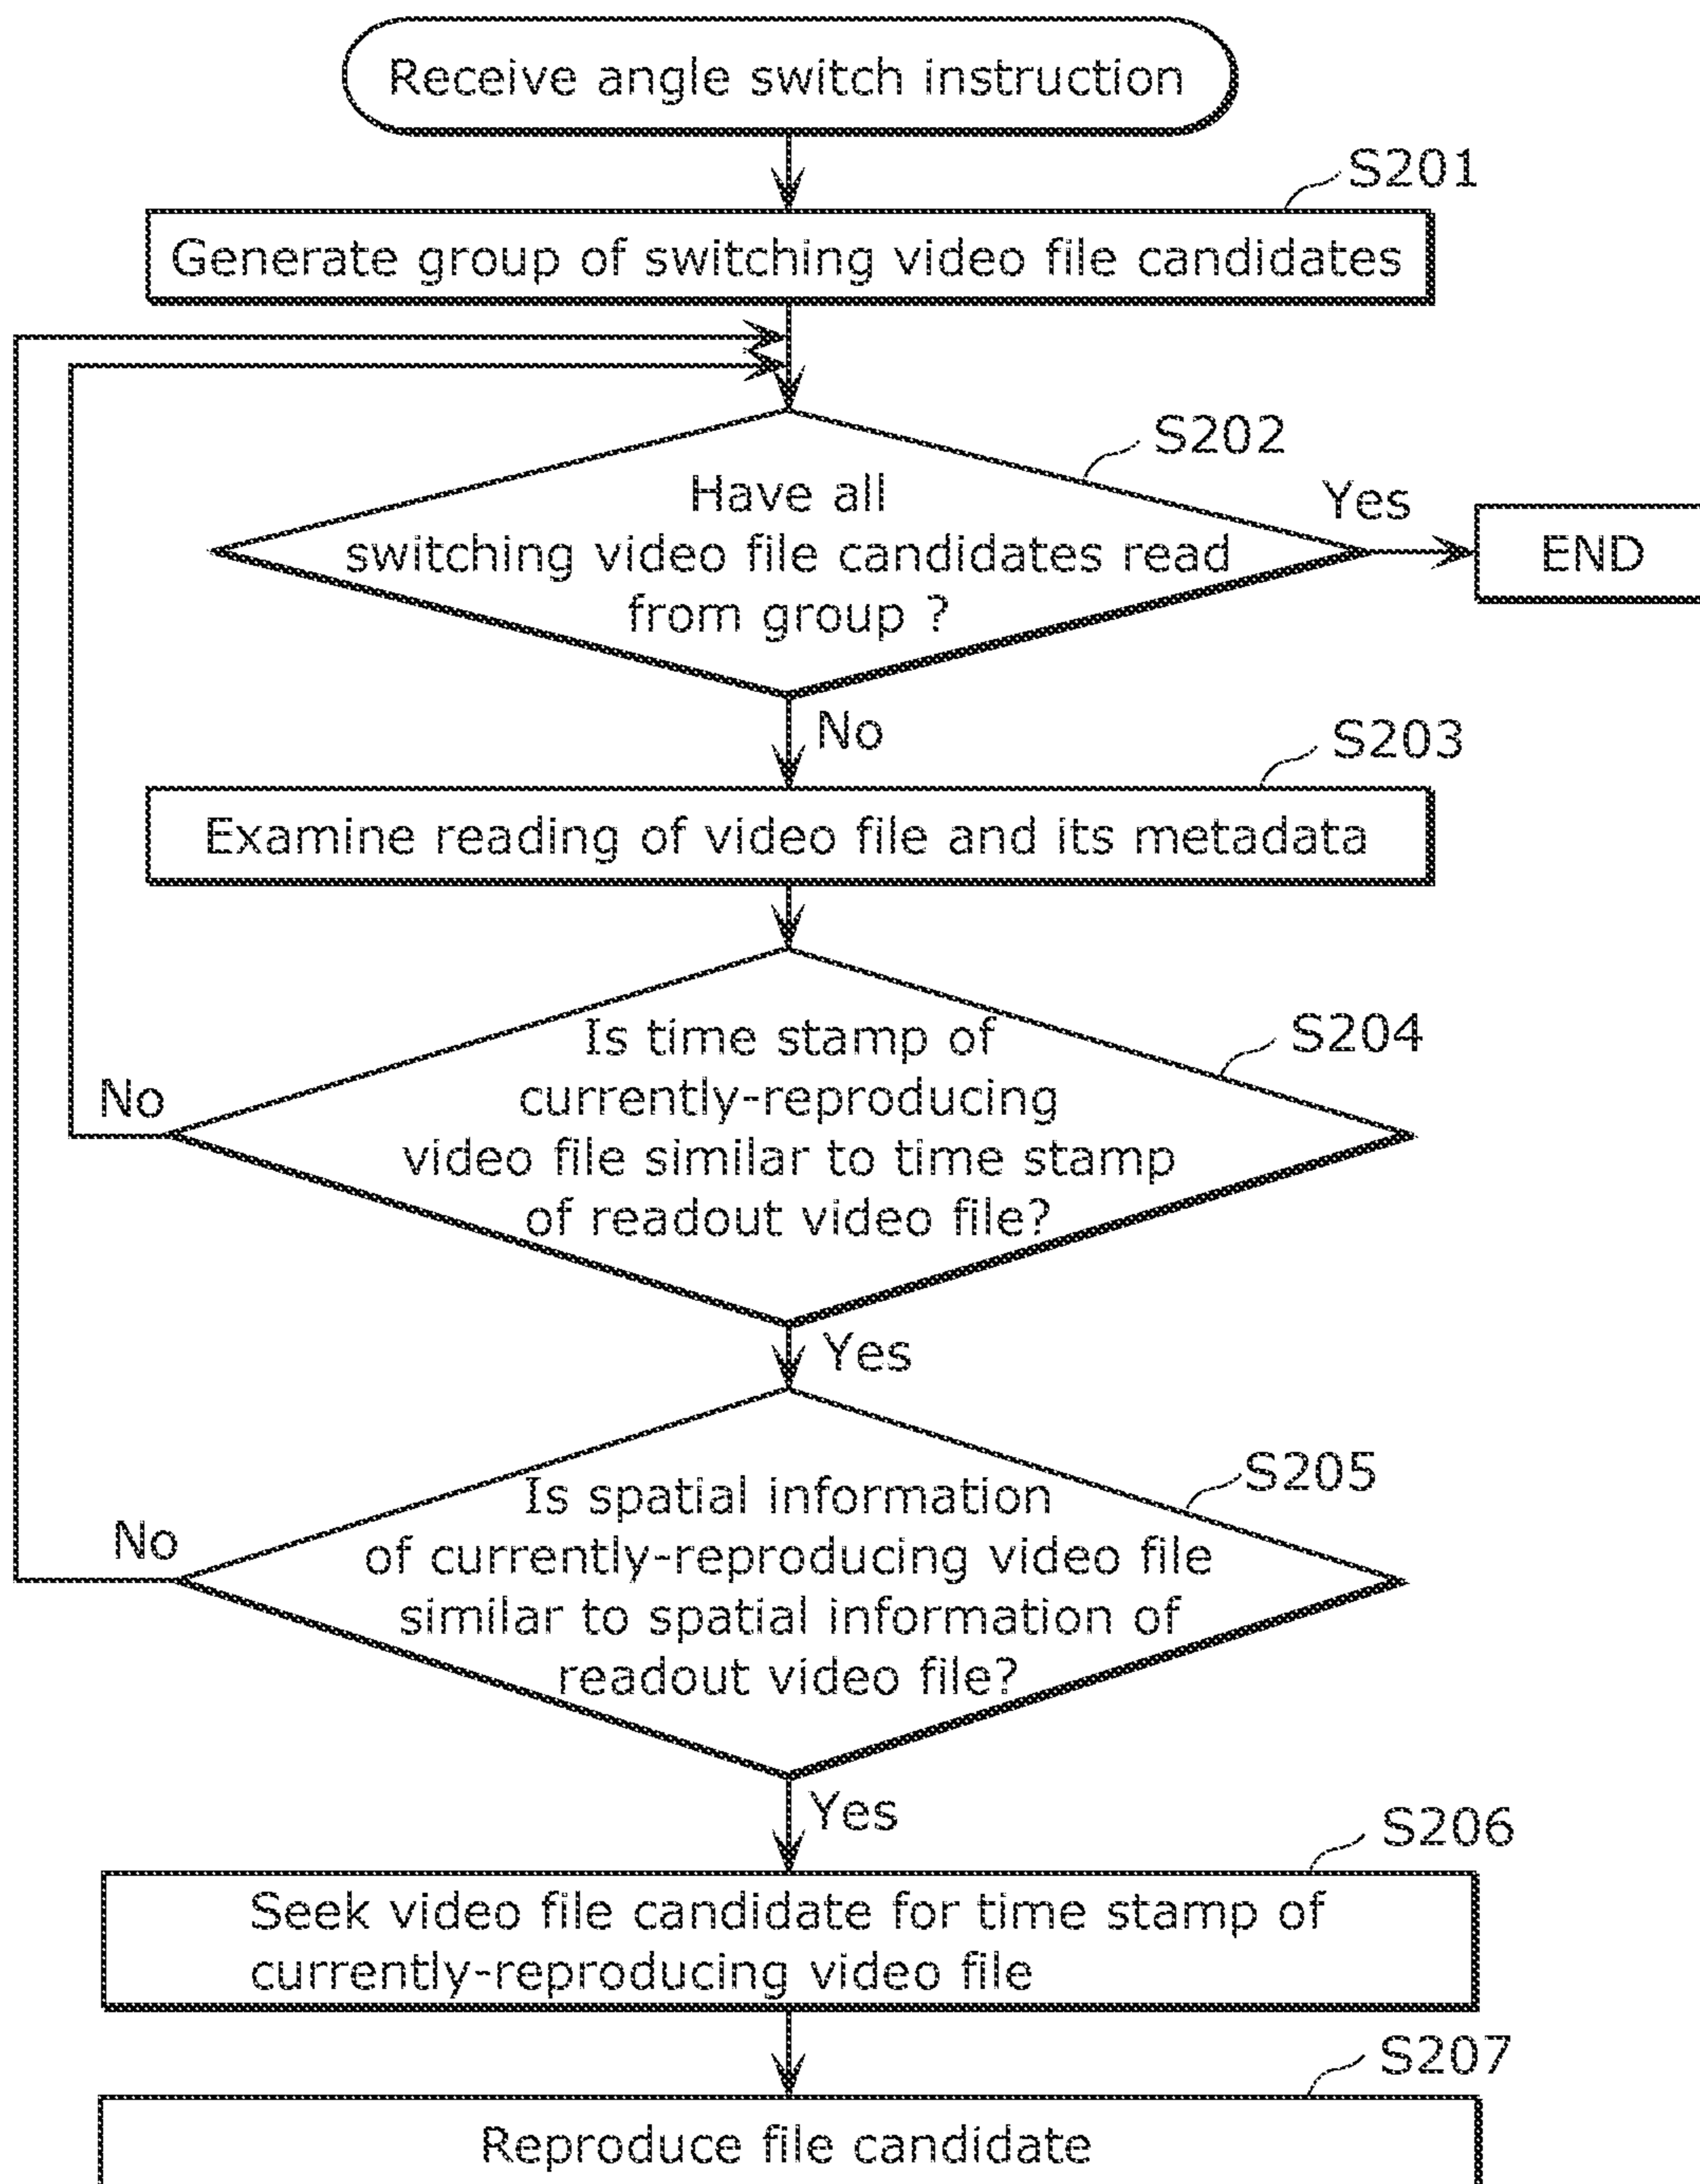 Receive angle switch instruction
S201
Generate group of switching video file candidates
S202
Have all
switching video file candidates read
from group ?
Yes
END
No
S203
Examine reading of video file and its metadata
S204
Is time stamp of
currently-reproducing
video file similar to time stamp
of readout video file?
No
Yes
S205
Is spatial information
of currently-reproducing video file
similar to spatial information of
readout video file?
No
Yes
S206
Seek video file candidate for time stamp of
currently-reproducing video file
S207
Reproduce file candidate